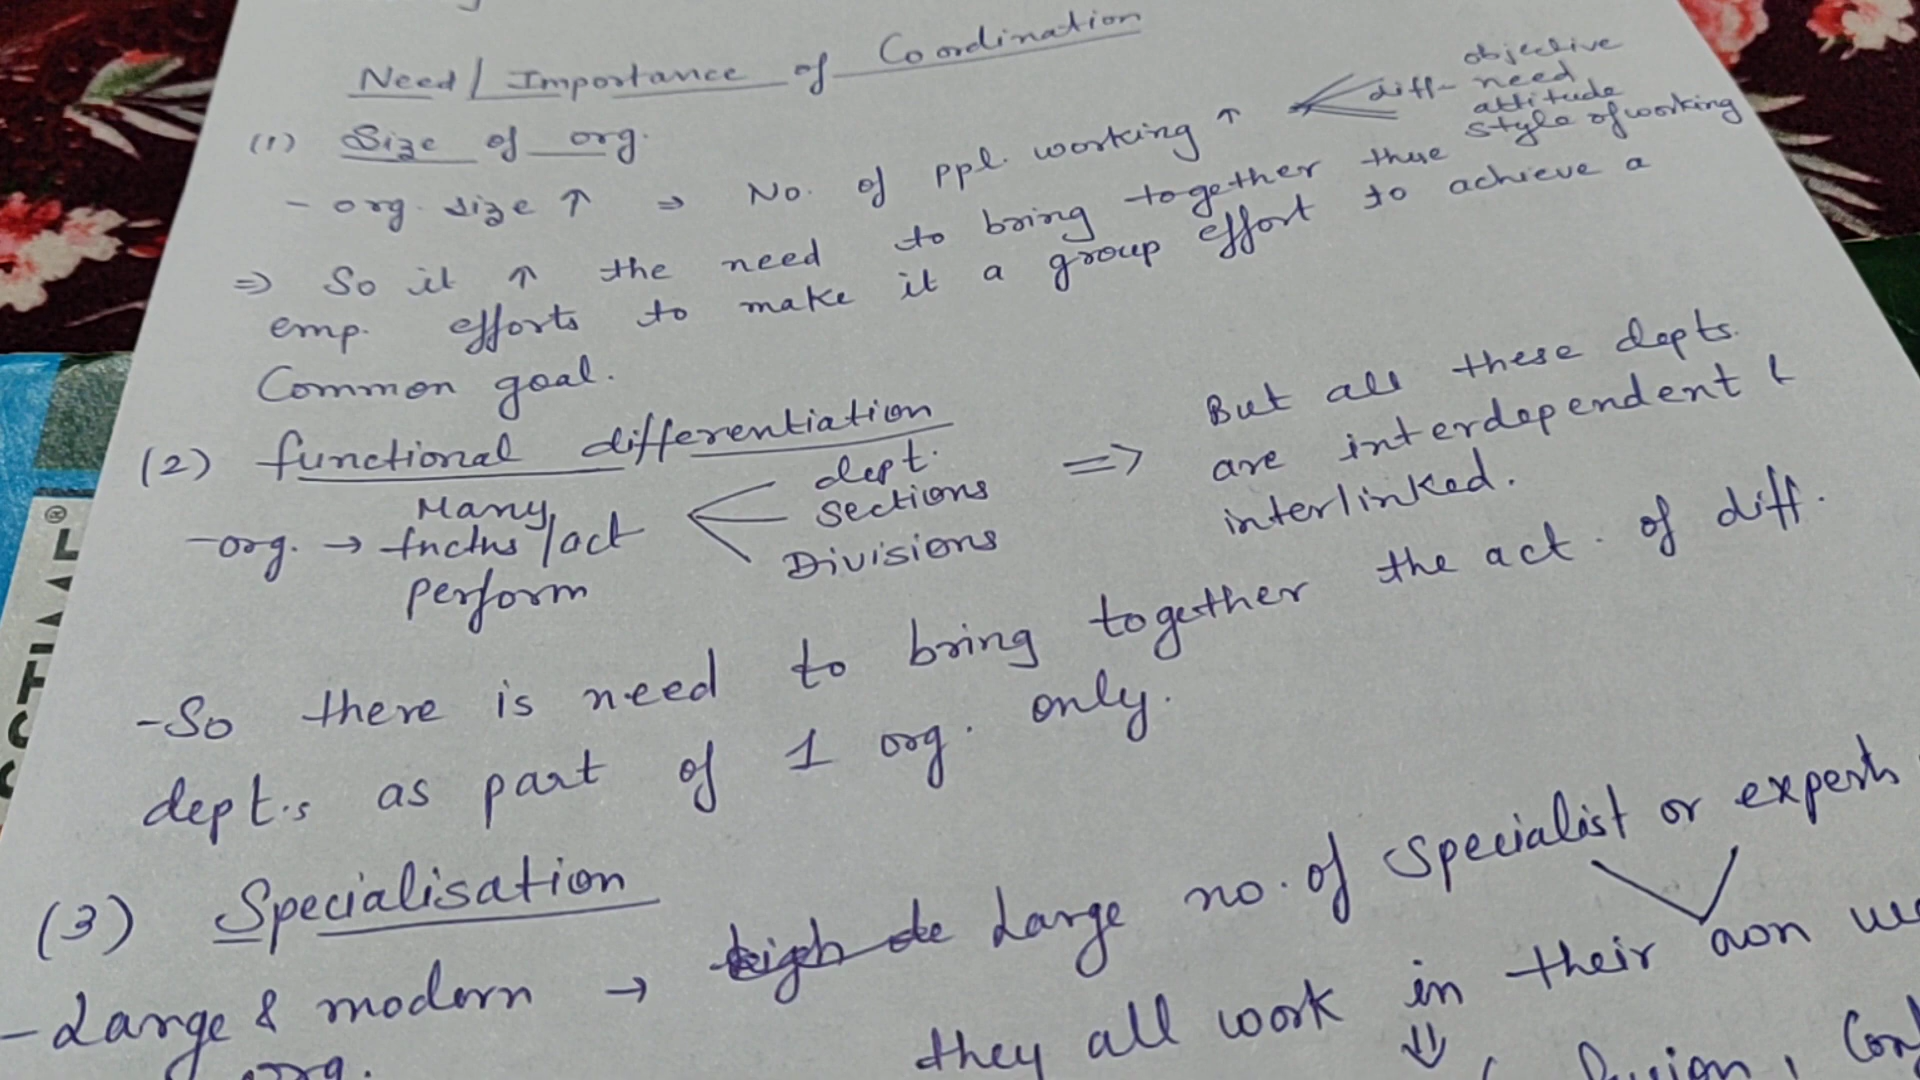 Need/Importance of Coordination
(1) Size of org.
- org. size ↑ ⇒ No. of ppl. working ↑
diff- objective
need
attitude
style of working
⇒ So it ↑ the need to bring together these
emp. efforts to make it a group effort to achieve a
Common goal.
(2) functional differentiation
- org. → Many
fnctns/act
perform
dept.
Sections
Divisions
⇒ But all these depts.
are interdependent &
interlinked.
- So there is need to bring together the act. of diff.
dept.s as part of 1 org. only.
(3) Specialisation
- Large & modern → Large no. of Specialist or experts
org.
they all work in their own
⇓